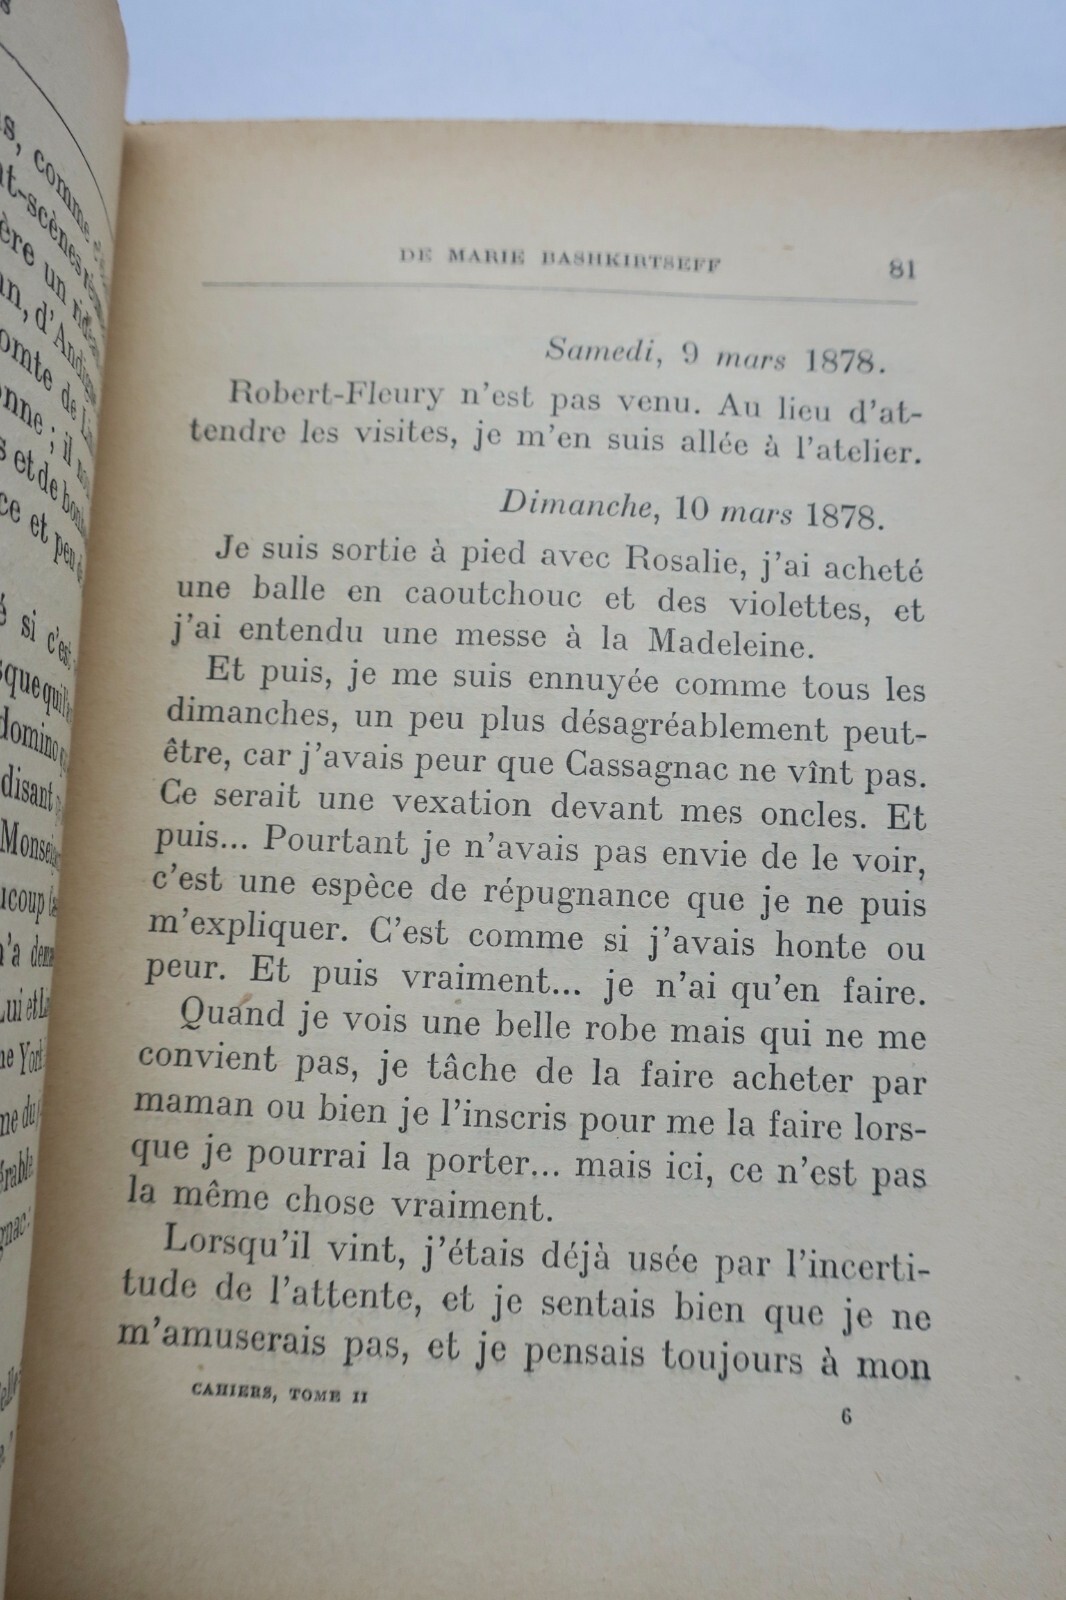 DE MARIE BASHKIRTSEFF 81
Samedi, 9 mars 1878.
Robert-Fleury n'est pas venu. Au lieu d'at-
tendre les visites, je m'en suis allée à l'atelier.
Dimanche, 10 mars 1878.
Je suis sortie à pied avec Rosalie, j'ai acheté
une balle en caoutchouc et des violettes, et
j'ai entendu une messe à la Madeleine.
Et puis, je me suis ennuyée comme tous les
dimanches, un peu plus désagréablement peut-
être, car j'avais peur que Cassagnac ne vînt pas.
Ce serait une vexation devant mes oncles. Et
puis... Pourtant je n'avais pas envie de le voir,
c'est une espèce de répugnance que je ne puis
m'expliquer. C'est comme si j'avais honte ou
peur. Et puis vraiment... je n'ai qu'en faire.
Quand je vois une belle robe mais qui ne me
convient pas, je tâche de la faire acheter par
maman ou bien je l'inscris pour me la faire lors-
que je pourrai la porter... mais ici, ce n'est pas
la même chose vraiment.
Lorsqu'il vint, j'étais déjà usée par l'incerti-
tude de l'attente, et je sentais bien que je ne
m'amuserais pas, et je pensais toujours à mon
CAHIERS, TOME II
6